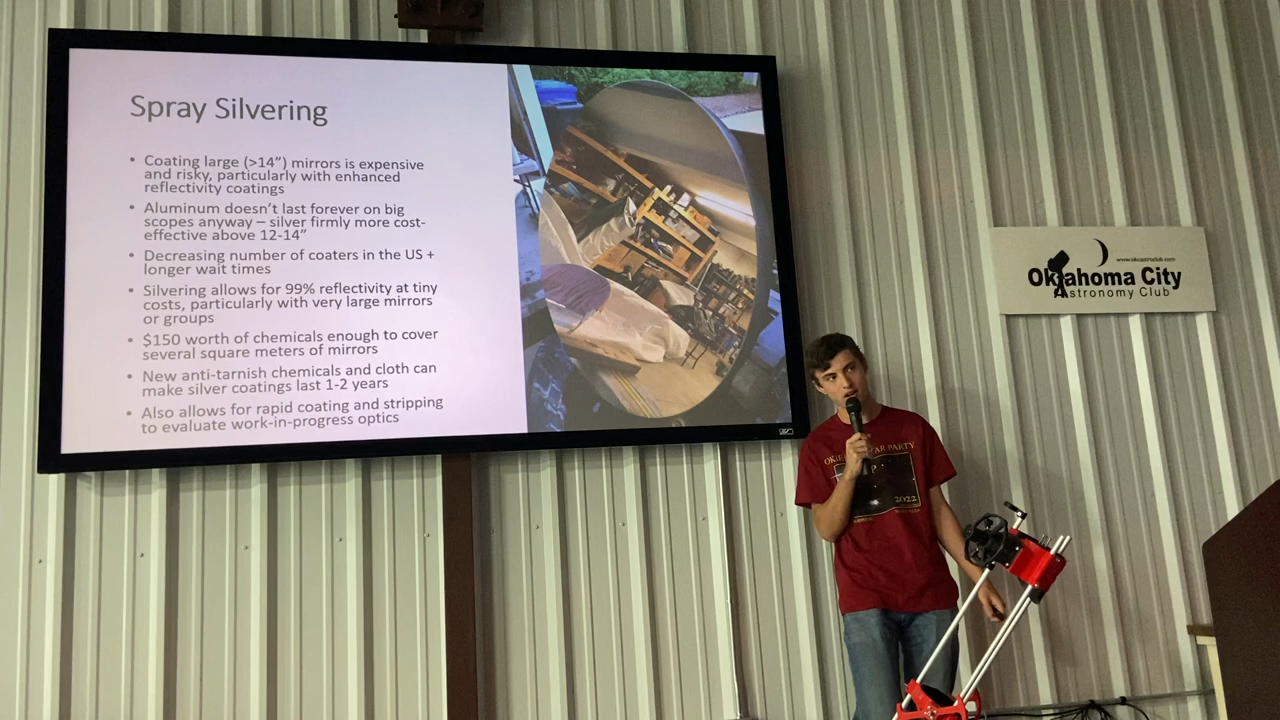 Spray Silvering
• Coating large (>14”) mirrors is expensive
and risky, particularly with enhanced
reflectivity coatings
• Aluminum doesn’t last forever on big
scopes anyway – silver firmly more cost-
effective above 12-14”
• Decreasing number of coaters in the US +
longer wait times
• Silvering allows for 99% reflectivity at tiny
costs, particularly with very large mirrors
or groups
• $150 worth of chemicals enough to cover
several square meters of mirrors
• New anti-tarnish chemicals and cloth can
make silver coatings last 1-2 years
• Also allows for rapid coating and stripping
to evaluate work-in-progress optics
www.okcastroclub.com
Oklahoma City
Astronomy Club
PARTY
2022